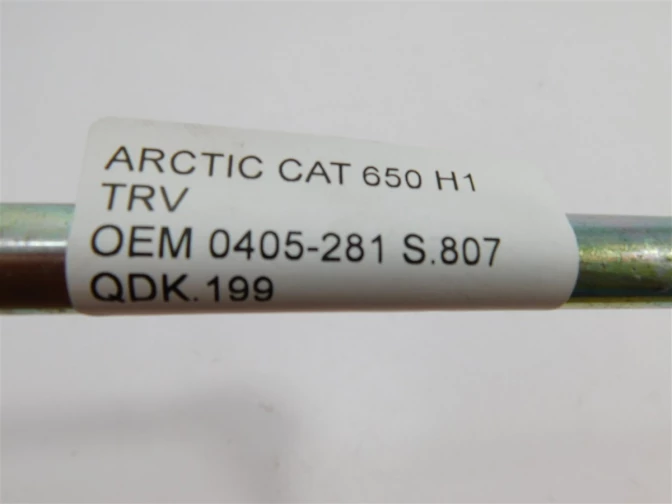 ARCTIC CAT 650 H1
TRV
OEM 0405-281 S.807
QDK.199